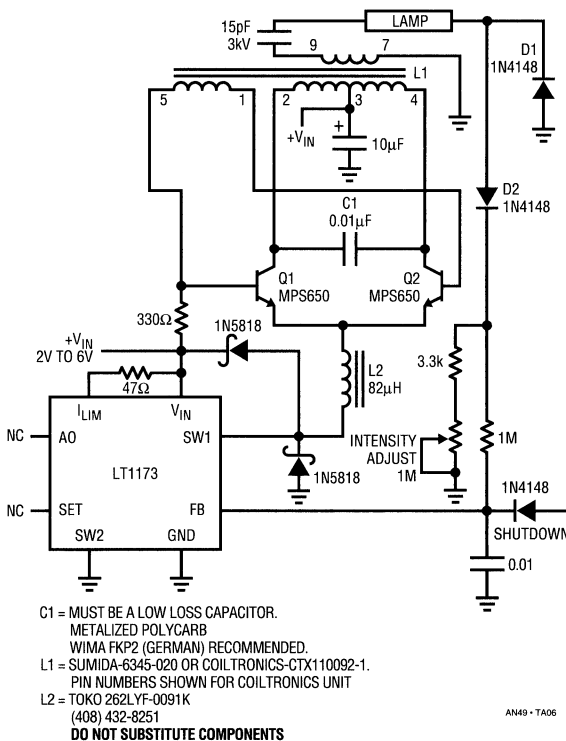 15pF
3kV
LAMP
9
7
D1
1N4148
L1
5
1
2
3
4
+VIN
+
10µF
D2
1N4148
C1
0.01µF
Q1
MPS650
Q2
MPS650
330Ω
1N5818
+VIN
2V TO 6V
47Ω
L2
82µH
3.3k
ILIM
VIN
NC
AO
SW1
INTENSITY
ADJUST
1M
1M
LT1173
1N5818
1N4148
NC
SET
FB
SHUTDOWN
SW2
GND
0.01
C1 = MUST BE A LOW LOSS CAPACITOR.
METALIZED POLYCARB
WIMA FKP2 (GERMAN) RECOMMENDED.
L1 = SUMIDA-6345-020 OR COILTRONICS-CTX110092-1.
PIN NUMBERS SHOWN FOR COILTRONICS UNIT
L2 = TOKO 262LYF-0091K
(408) 432-8251
DO NOT SUBSTITUTE COMPONENTS
AN49 • TA06